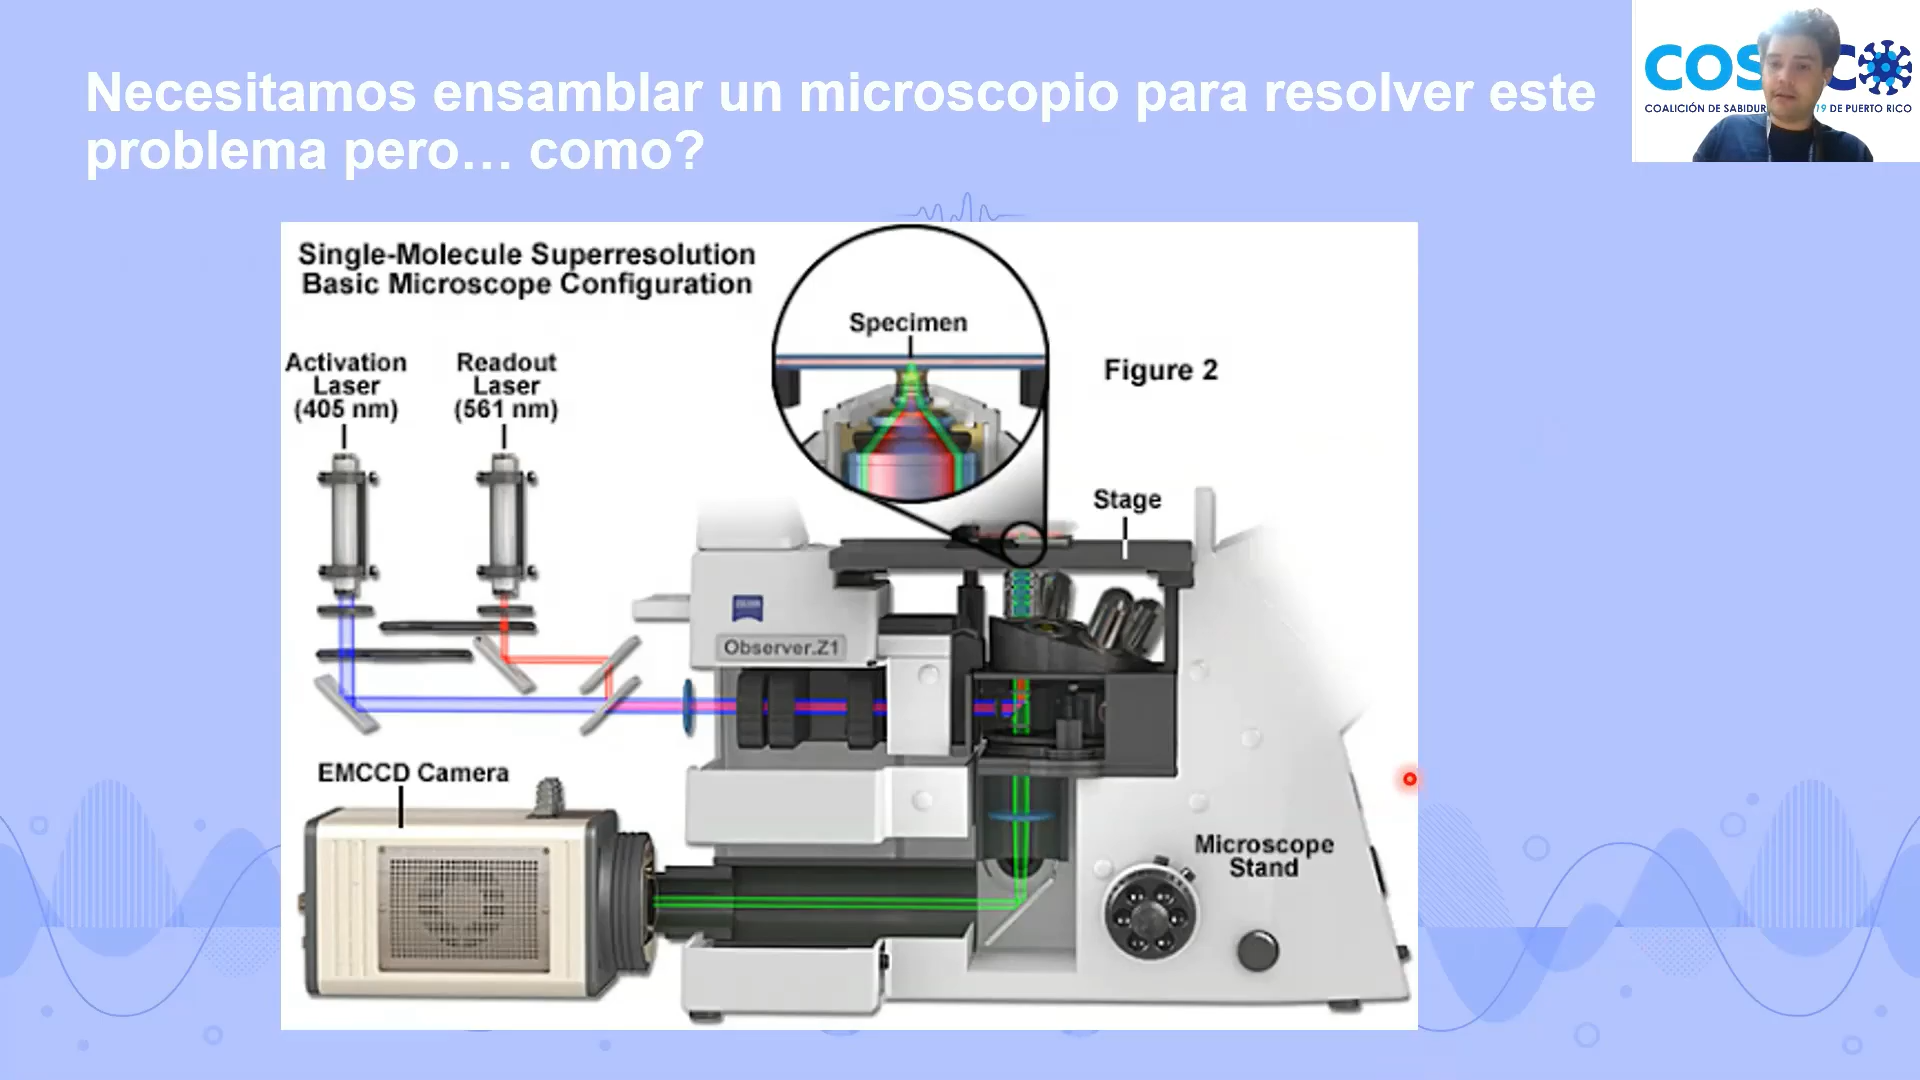 Necesitamos ensamblar un microscopio para resolver este
problema pero... como?
COALICIÓN DE 19 DE PUERTO RICO
Single-Molecule Superresolution
Basic Microscope Configuration
Specimen
Figure 2
Activation
Laser
(405 nm)
Readout
Laser
(561 nm)
Stage
Observer.Z1
EMCCD Camera
Microscope
Stand